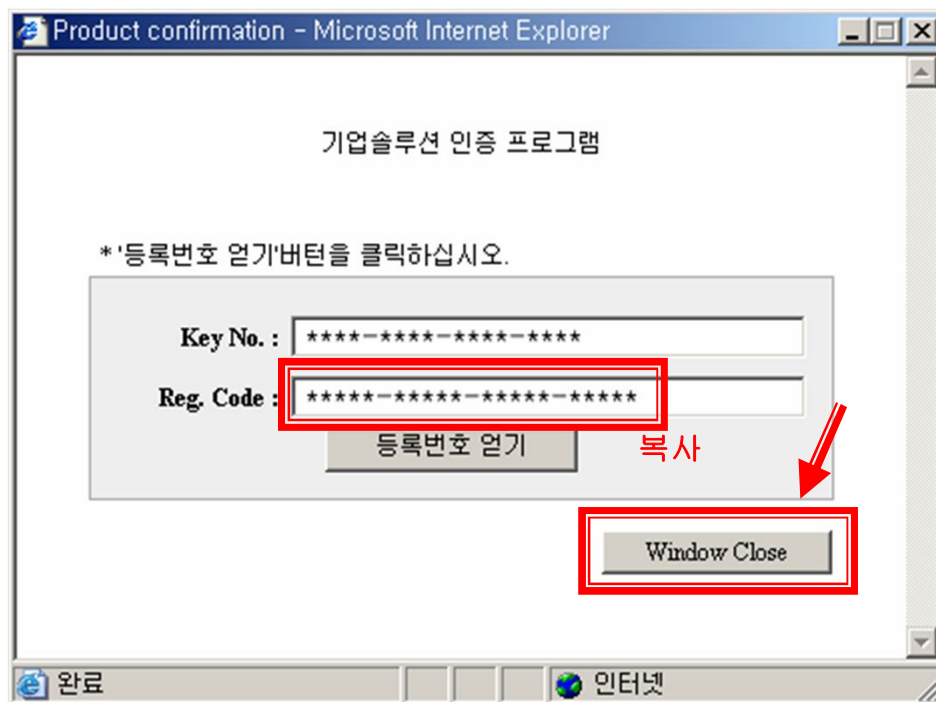 Product confirmation - Microsoft Internet Explorer
기업솔루션 인증 프로그램
*'등록번호 얻기'버턴을 클릭하십시오.
Key No. : ****-****-****-****
Reg. Code : *****-*****-*****-*****
등록번호 얻기
복사
Window Close
완료
인터넷